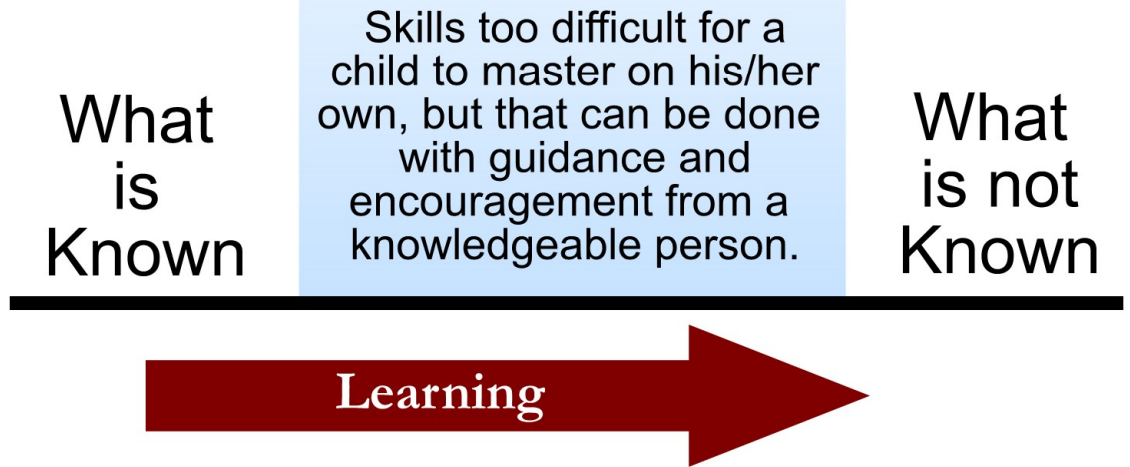 What
is
Known
Skills too difficult for a
child to master on his/her
own, but that can be done
with guidance and
encouragement from a
knowledgeable person.
What
is not
Known
Learning